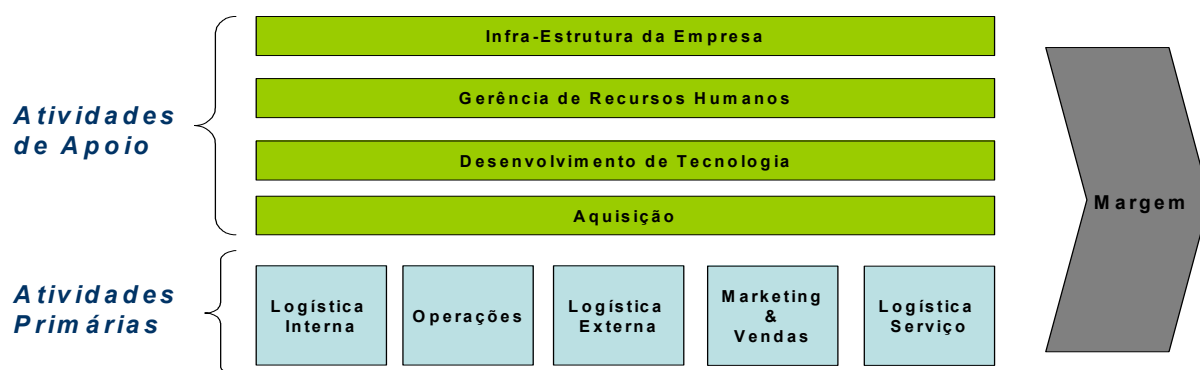 Infra-Estrutura da Empresa
Gerência de Recursos Humanos
Atividades
de Apoio
Desenvolvimento de Tecnologia
Aquisição
Margem
Atividades
Primárias
Logística
Interna
Operações
Logística
Externa
Marketing
&
Vendas
Logística
Serviço